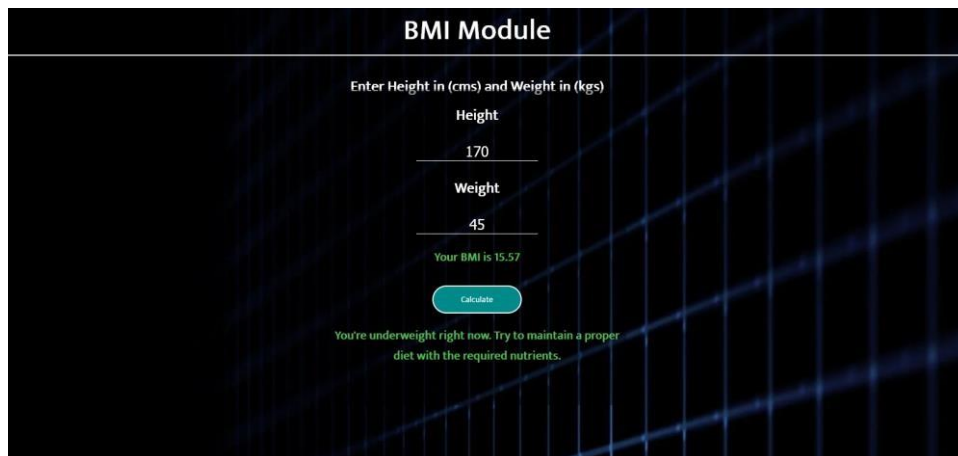 BMI Module
Enter Height in (cms) and Weight in (kgs)
Height
170
Weight
45
Your BMI is 15.57
Calculate
You're underweight right now. Try to maintain a proper
diet with the required nutrients.